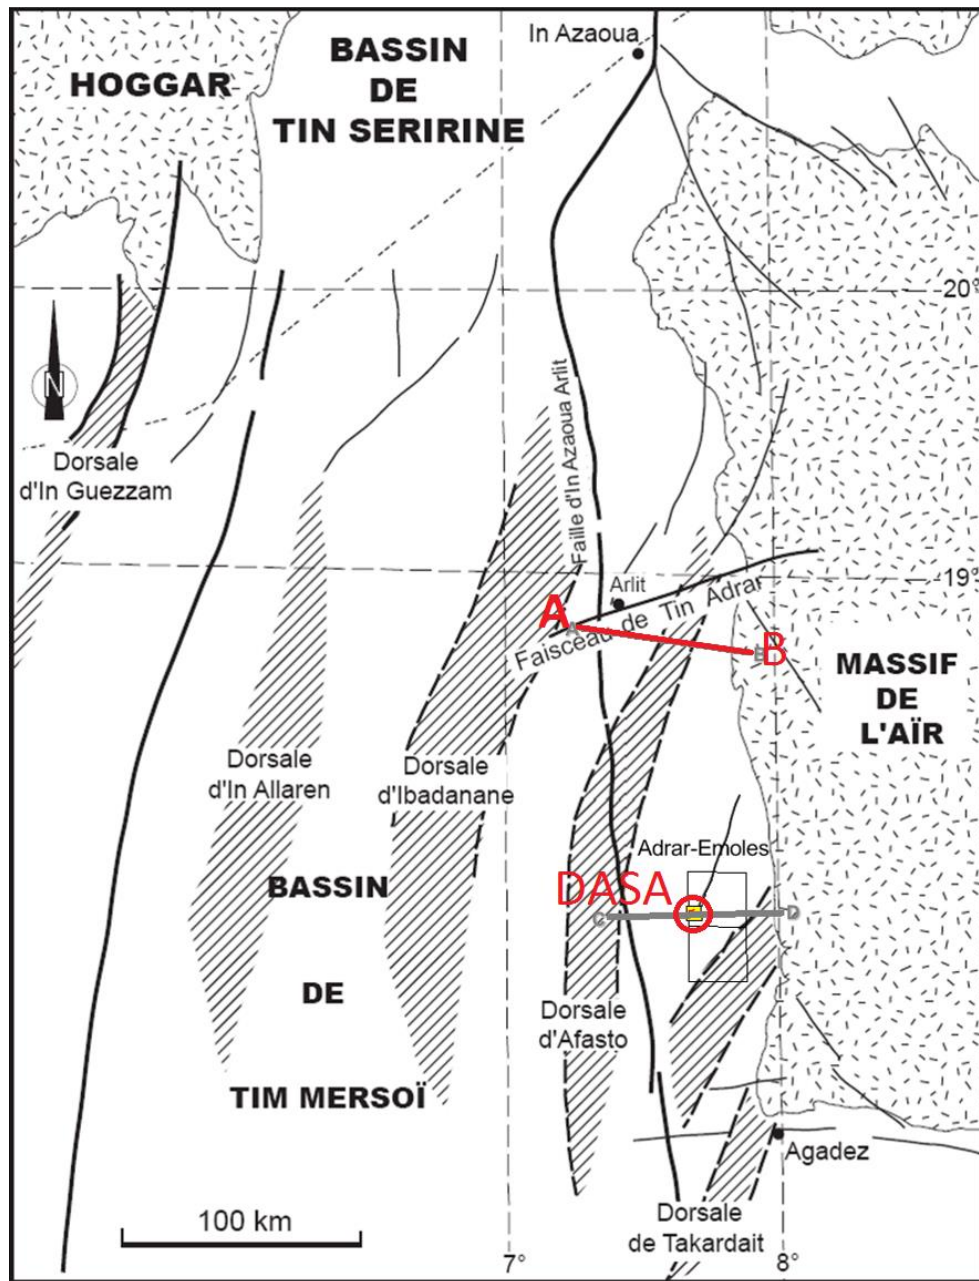 In Azaoua
HOGGAR
BASSIN
DE
TIN SERIRINE
20°
N
Dorsale
d'In Guezzam
Faille d'In Azaoua Arlit
19°
Arlit
Faisceau de Tin Adrar
A
A
B
B
MASSIF
DE
L'AÏR
Dorsale
d'In Allaren
Dorsale
d'Ibadanane
Adrar-Emoles
DASA
C
D
BASSIN
DE
TIM MERSOÏ
Dorsale
d'Afasto
Agadez
100 km
Dorsale
de Takardait
7°
8°